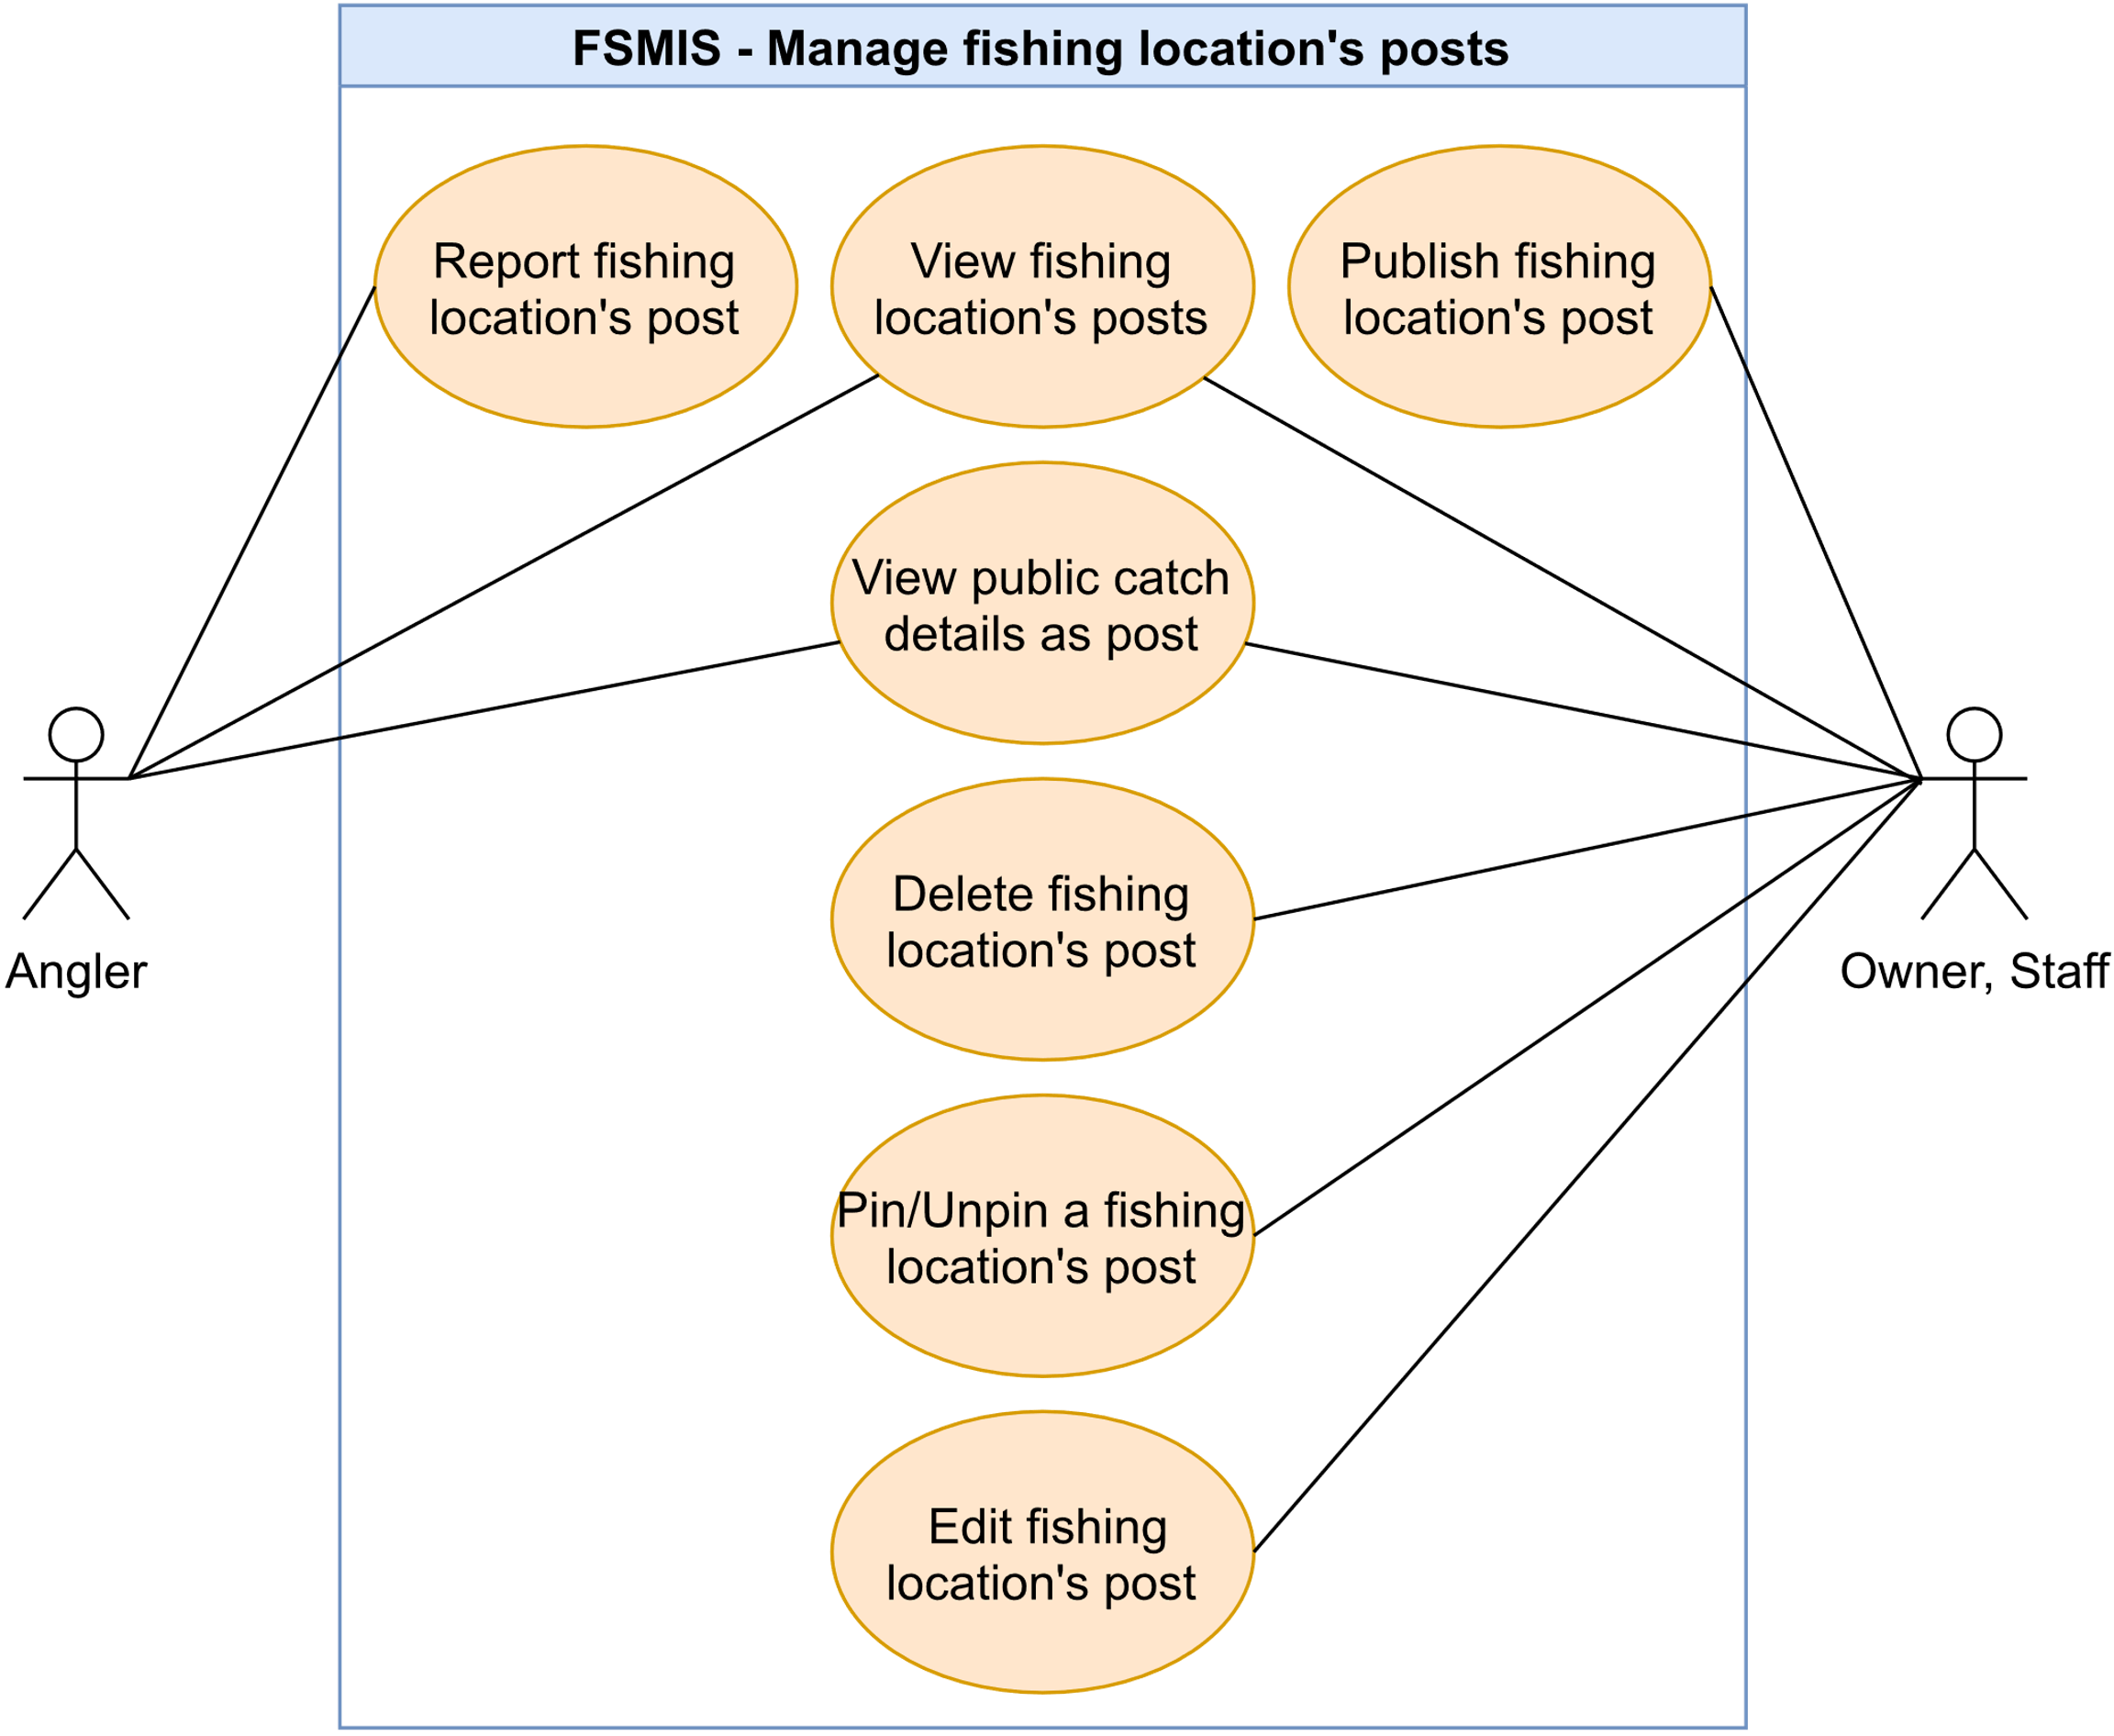 FSMIS - Manage fishing location's posts
Report fishing
location's post
View fishing
location's posts
Publish fishing
location's post
View public catch
details as post
Delete fishing
location's post
Angler
Owner, Staff
Pin/Unpin a fishing
location's post
Edit fishing
location's post